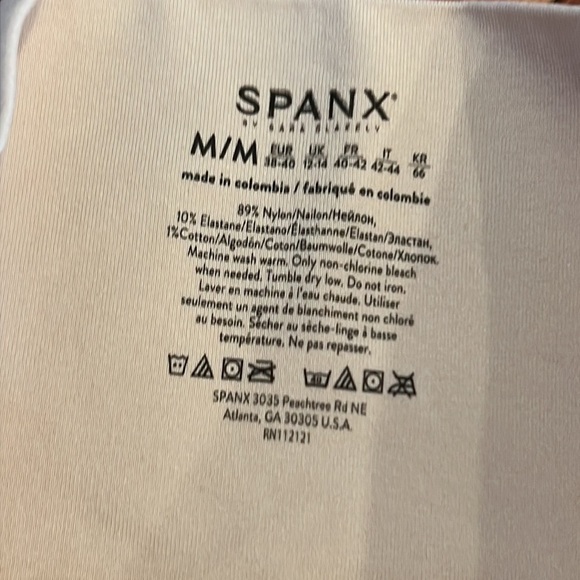 SPANX®
BY SARA BLAKELY
M/M EUR 38-40 UK 12-14 FR 40-42 IT 42-44 KR 66
made in colombia / fabriqué en colombie
89% Nylon/Nailon/Нейлон,
10% Elastane/Elastano/Élasthanne/Elastan/Эластан,
1%Cotton/Algodón/Coton/Baumwolle/Cotone/Хлопок.
Machine wash warm. Only non-chlorine bleach
when needed. Tumble dry low. Do not iron.
Laver en machine à l'eau chaude. Utiliser
seulement un agent de blanchiment non chloré
au besoin. Sécher au sèche-linge à basse
température. Ne pas repasser.
40
SPANX 3035 Peachtree Rd NE
Atlanta, GA 30305 U.S.A.
RN112121